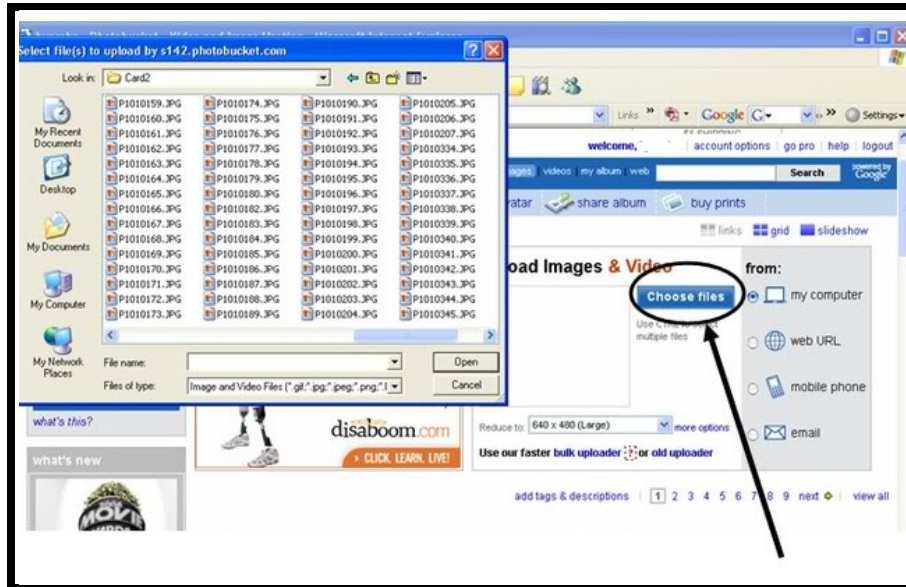 Select file(s) to upload by s142.photobucket.com
Look in: Card2
My Recent Documents
Desktop
My Documents
My Computer
My Network Places
P1010159.JPG P1010174.JPG P1010190.JPG P1010205.JPG
P1010160.JPG P1010175.JPG P1010191.JPG P1010206.JPG
P1010161.JPG P1010176.JPG P1010192.JPG P1010207.JPG
P1010162.JPG P1010177.JPG P1010193.JPG P1010334.JPG
P1010163.JPG P1010178.JPG P1010194.JPG P1010335.JPG
P1010164.JPG P1010179.JPG P1010195.JPG P1010336.JPG
P1010165.JPG P1010180.JPG P1010196.JPG P1010337.JPG
P1010166.JPG P1010182.JPG P1010197.JPG P1010338.JPG
P1010167.JPG P1010183.JPG P1010198.JPG P1010339.JPG
P1010168.JPG P1010184.JPG P1010199.JPG P1010340.JPG
P1010169.JPG P1010185.JPG P1010200.JPG P1010341.JPG
P1010170.JPG P1010186.JPG P1010201.JPG P1010342.JPG
P1010171.JPG P1010187.JPG P1010202.JPG P1010343.JPG
P1010172.JPG P1010188.JPG P1010203.JPG P1010344.JPG
P1010173.JPG P1010189.JPG P1010204.JPG P1010345.JPG
File name: Open
Files of type: Image and Video Files (*.gif;*.jpg;*.jpeg;*.png;*. Cancel
Links » Google G Settings
welcome, account options | go pro | help | logout
videos | my album | web Search powered by Google
share album buy prints
links grid slideshow
oad Images & Video from:
Choose files my computer
multiple files
web URL
mobile phone
email
Reduce to: 640 x 480 (Large) more options
Use our faster bulk uploader [?] or old uploader
what's this?
what's new
disaboom.com
CLICK. LEARN. LIVE!
add tags & descriptions | 1 2 3 4 5 6 7 8 9 next | view all
MOVIE